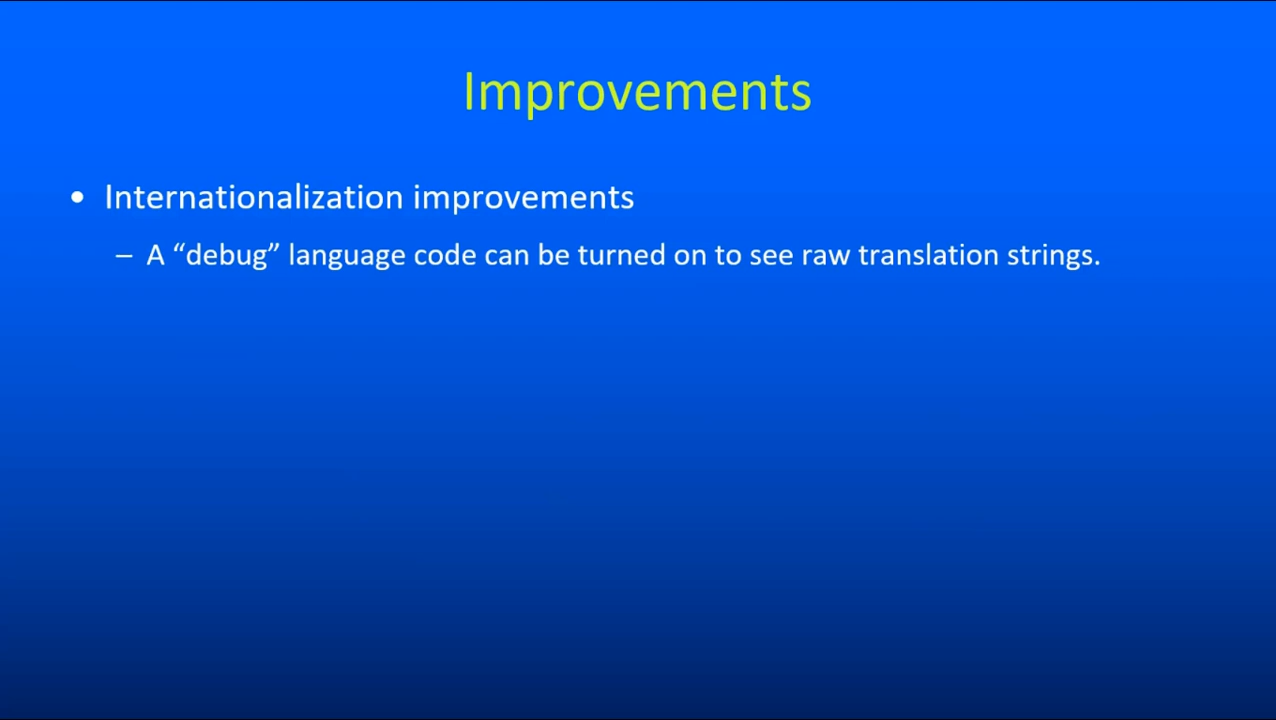 Improvements
• Internationalization improvements
– A “debug” language code can be turned on to see raw translation strings.